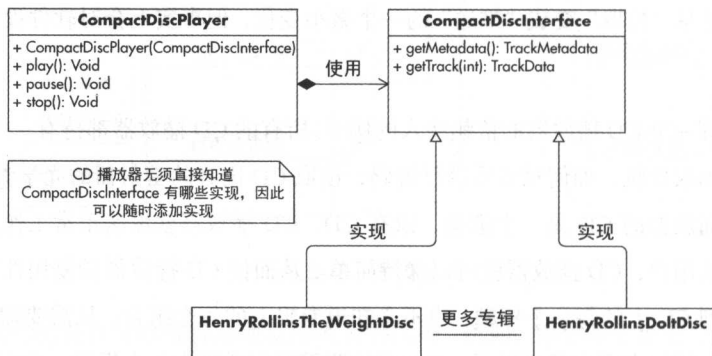 CompactDiscPlayer
+ CompactDiscPlayer(CompactDiscInterface)
+ play(): Void
+ pause(): Void
+ stop(): Void
使用
CompactDiscInterface
+ getMetadata(): TrackMetadata
+ getTrack(int): TrackData
CD 播放器无须直接知道
CompactDiscInterface 有哪些实现，因此
可以随时添加实现
实现
实现
HenryRollinsTheWeightDisc
更多专辑
HenryRollinsDoItDisc